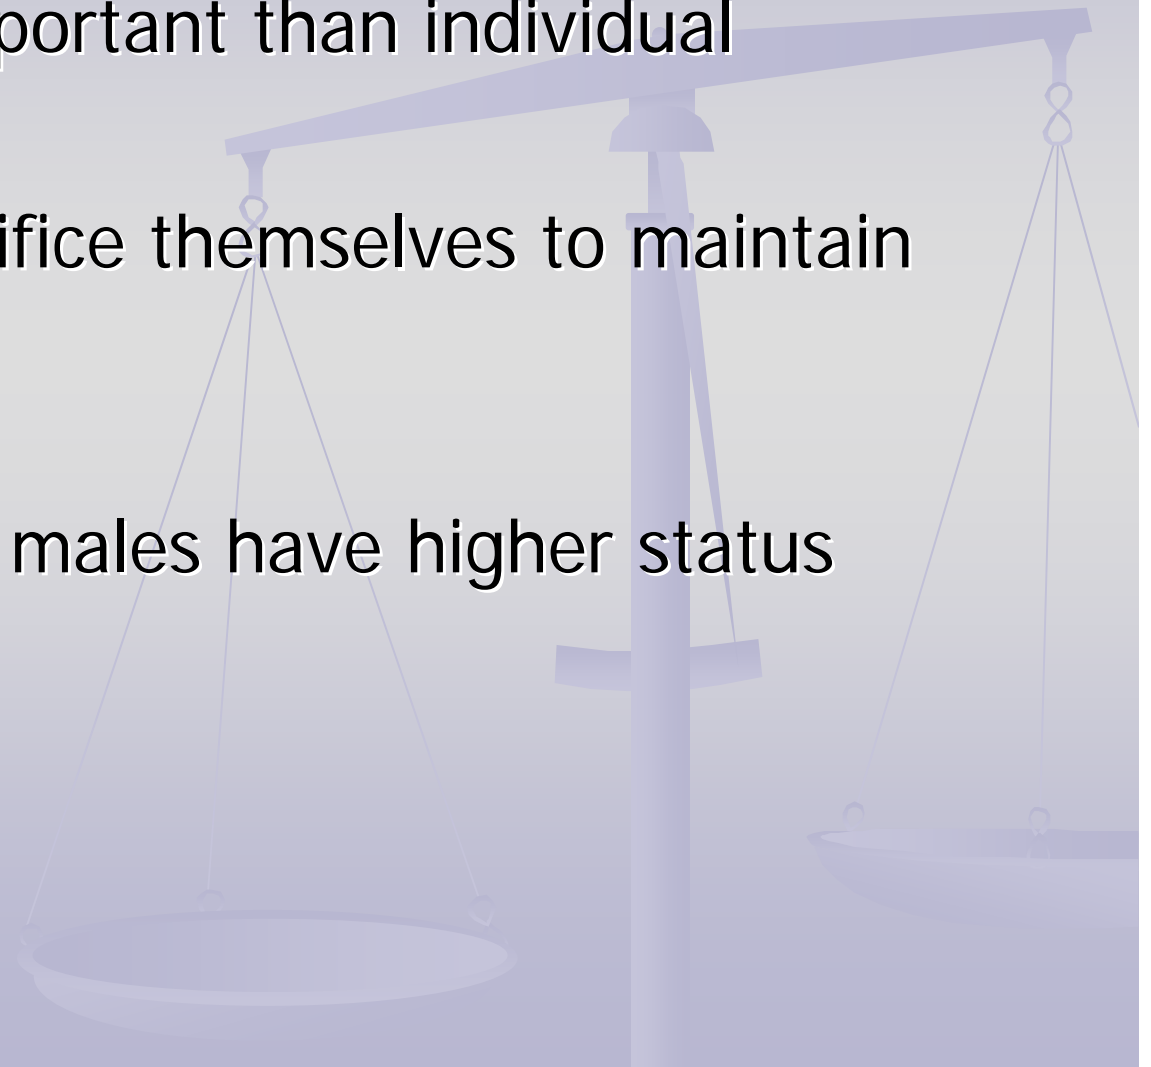 portant than individual
ifice themselves to maintain
males have higher status